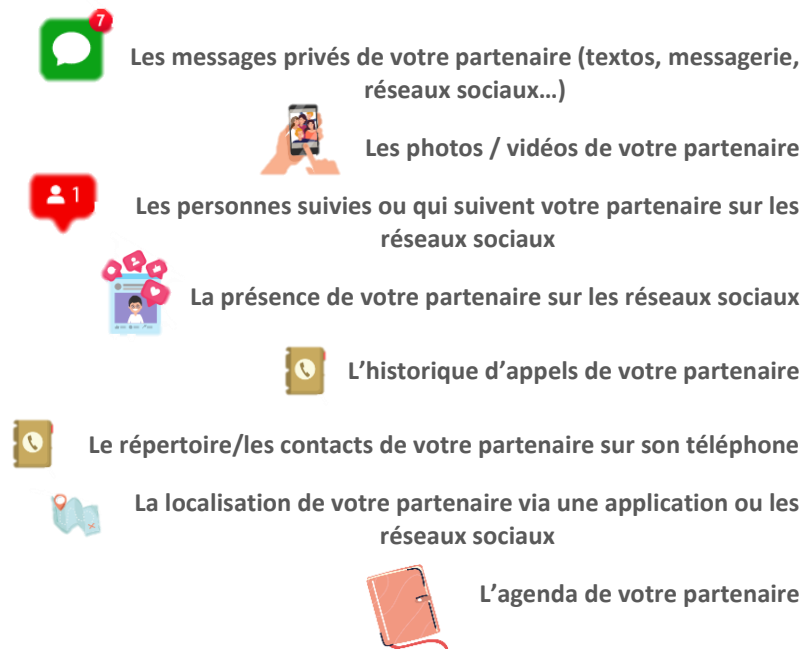 7
Les messages privés de votre partenaire (textos, messagerie,
réseaux sociaux…)
Les photos / vidéos de votre partenaire
1
Les personnes suivies ou qui suivent votre partenaire sur les
réseaux sociaux
La présence de votre partenaire sur les réseaux sociaux
L’historique d’appels de votre partenaire
Le répertoire/les contacts de votre partenaire sur son téléphone
La localisation de votre partenaire via une application ou les
réseaux sociaux
L’agenda de votre partenaire